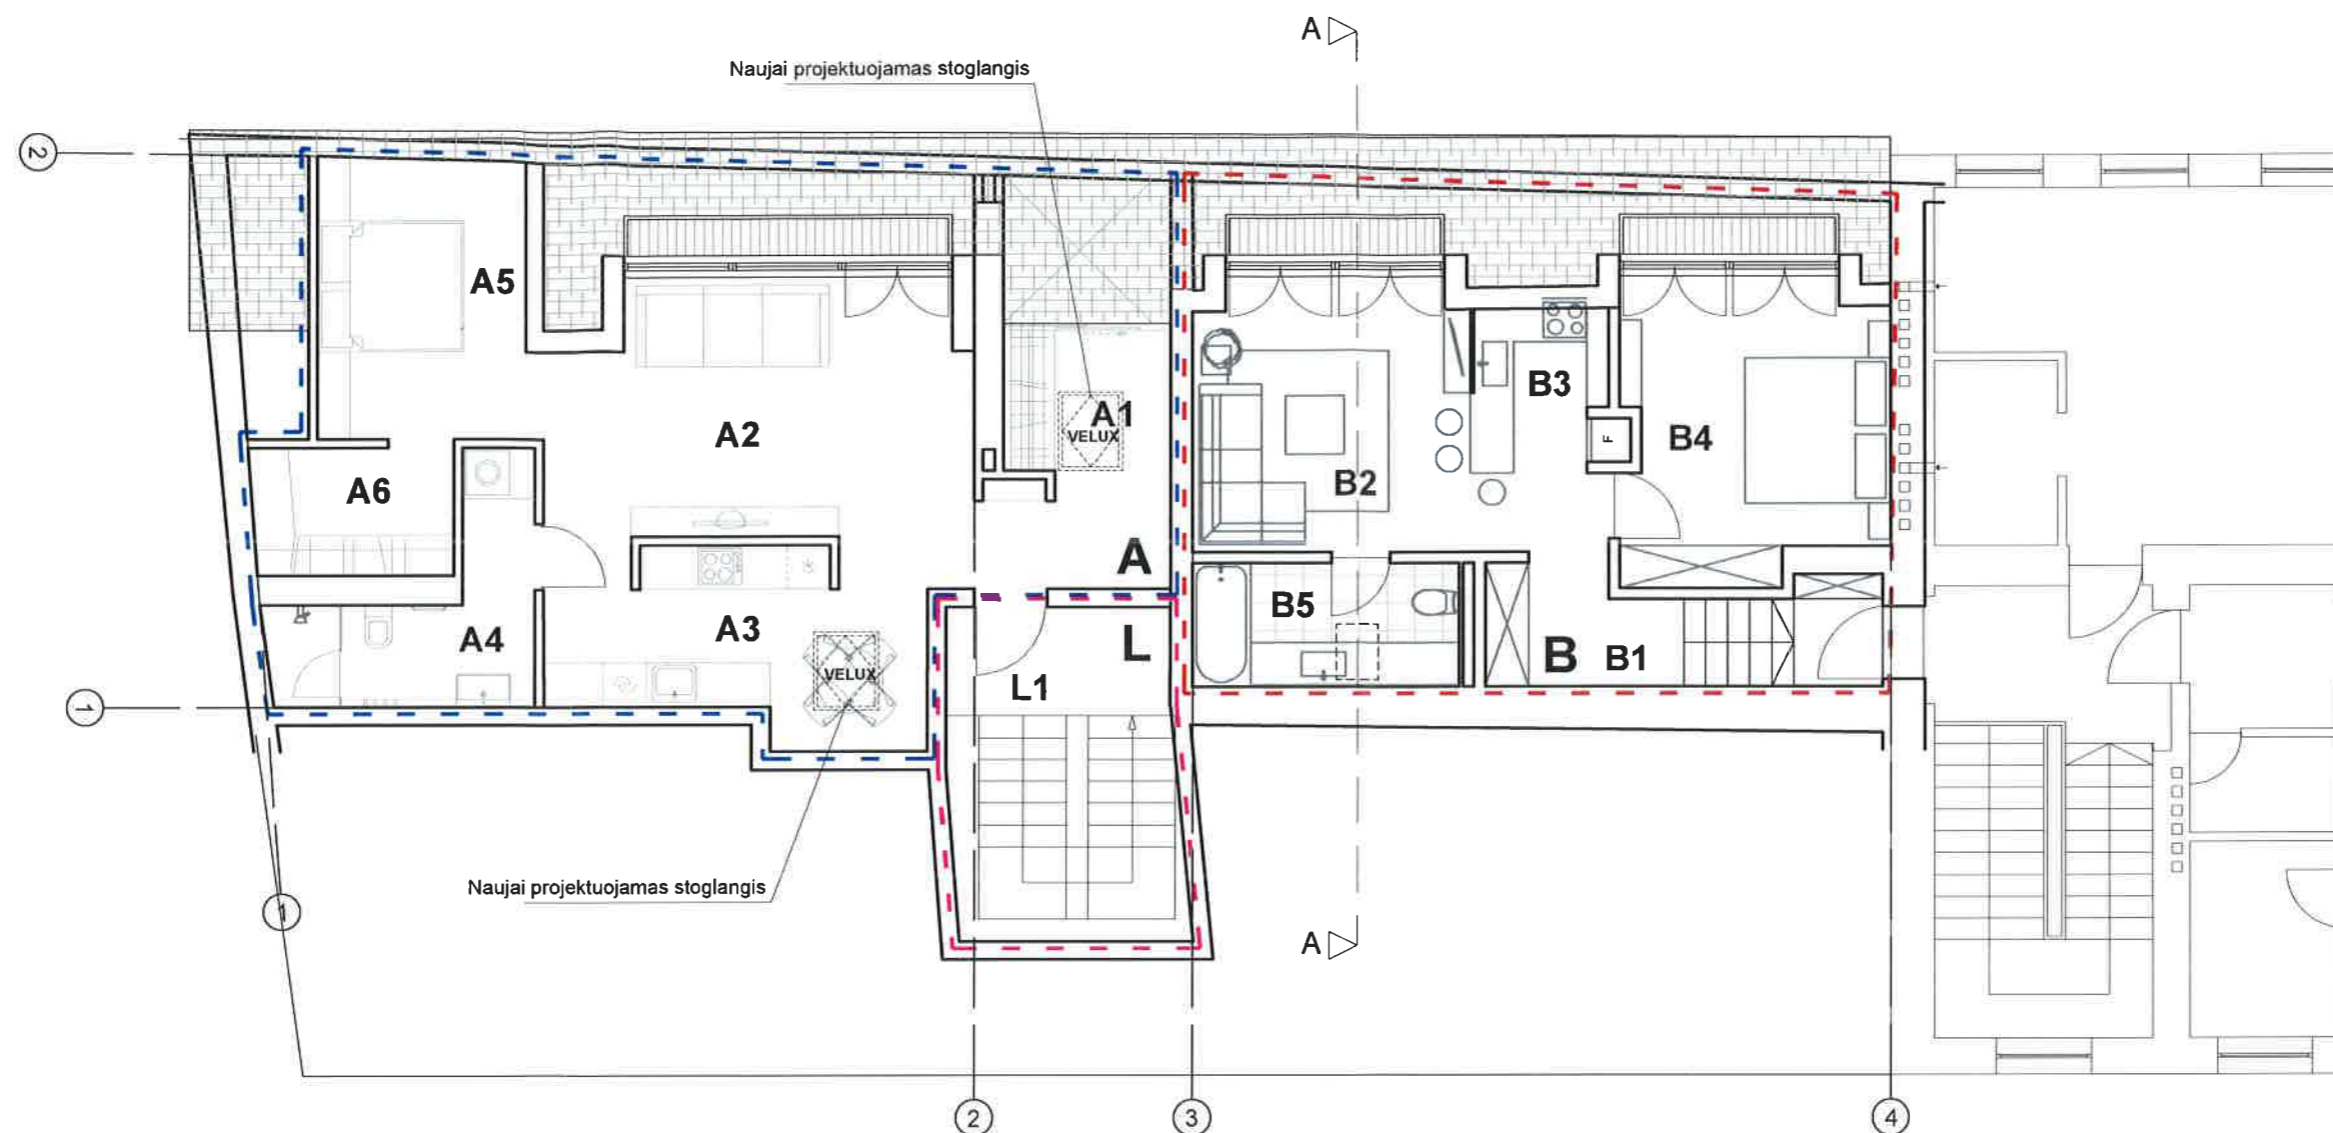 A
Naujai projektuojamas stoglangis
2
A5
A1
VELUX
A2
B3
F
B4
A6
B2
A
B5
A3
A4
L
B
B1
VELUX
L1
1
Naujai projektuojamas stoglangis
1
A
2
3
4